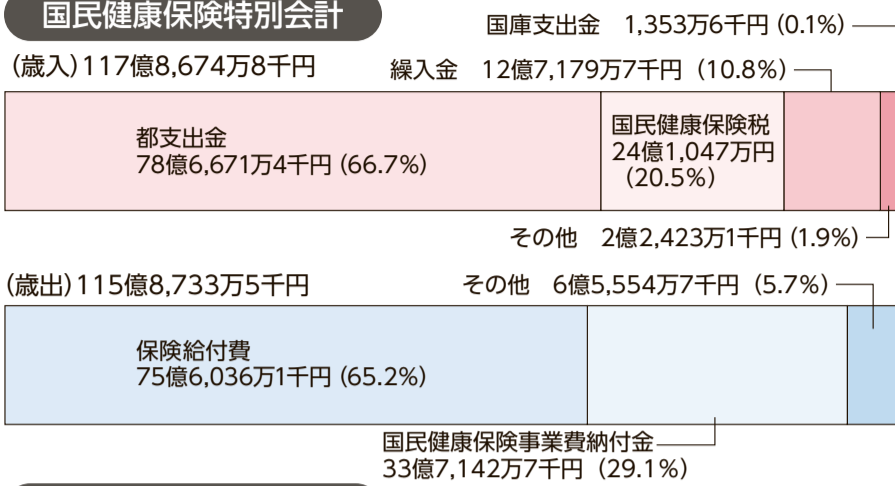 国民健康保険特別会計
国庫支出金 1,353万6千円(0.1%)
(歳入)117億8,674万8千円
繰入金 12億7,179万7千円(10.8%)
都支出金
78億6,671万4千円(66.7%)
国民健康保険税
24億1,047万円
(20.5%)
その他 2億2,423万1千円(1.9%)
(歳出)115億8,733万5千円
その他 6億5,554万7千円(5.7%)
保険給付費
75億6,036万1千円(65.2%)
国民健康保険事業費納付金
33億7,142万7千円(29.1%)